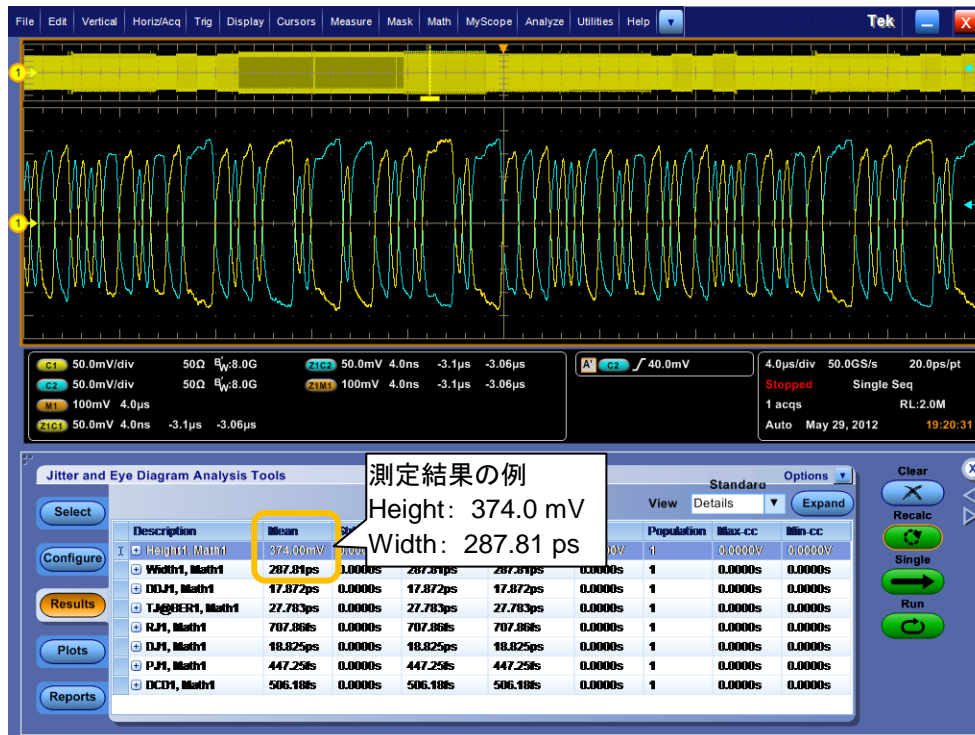 File Edit Vertical Horiz/Acq Trig Display Cursors Measure Mask Math MyScope Analyze Utilities Help Tek X
1
1
C1 50.0mV/div 50Ω B'W:8.0G Z1C2 50.0mV 4.0ns -3.1µs -3.06µs A' C2 40.0mV 4.0µs/div 50.0GS/s 20.0ps/pt
C2 50.0mV/div 50Ω B'W:8.0G Z1M1 100mV 4.0ns -3.1µs -3.06µs Stopped Single Seq
M1 100mV 4.0µs 1 acqs RL:2.0M
Z1C1 50.0mV 4.0ns -3.1µs -3.06µs Auto May 29, 2012 19:20:31
Jitter and Eye Diagram Analysis Tools Options Clear X
測定結果の例
Height: 374.0 mV
Width: 287.81 ps
Select View Standard Details Expand Recalc
Description Mean Population Max-cc Min-cc
Configure Height1, Math1 374.00mV 1 0.0000V 0.0000V Single
Width1, Math1 287.81ps 0.0000s 287.81ps 287.81ps 0.0000s 1 0.0000s 0.0000s
DDJ1, Math1 17.872ps 0.0000s 17.872ps 17.872ps 0.0000s 1 0.0000s 0.0000s
Results TJ@BER1, Math1 27.783ps 0.0000s 27.783ps 27.783ps 0.0000s 1 0.0000s 0.0000s Run
RJ1, Math1 707.86fs 0.0000s 707.86fs 707.86fs 0.0000s 1 0.0000s 0.0000s
Plots DJ1, Math1 18.825ps 0.0000s 18.825ps 18.825ps 0.0000s 1 0.0000s 0.0000s
PJ1, Math1 447.25fs 0.0000s 447.25fs 447.25fs 0.0000s 1 0.0000s 0.0000s
Reports DCD1, Math1 506.18fs 0.0000s 506.18fs 506.18fs 0.0000s 1 0.0000s 0.0000s